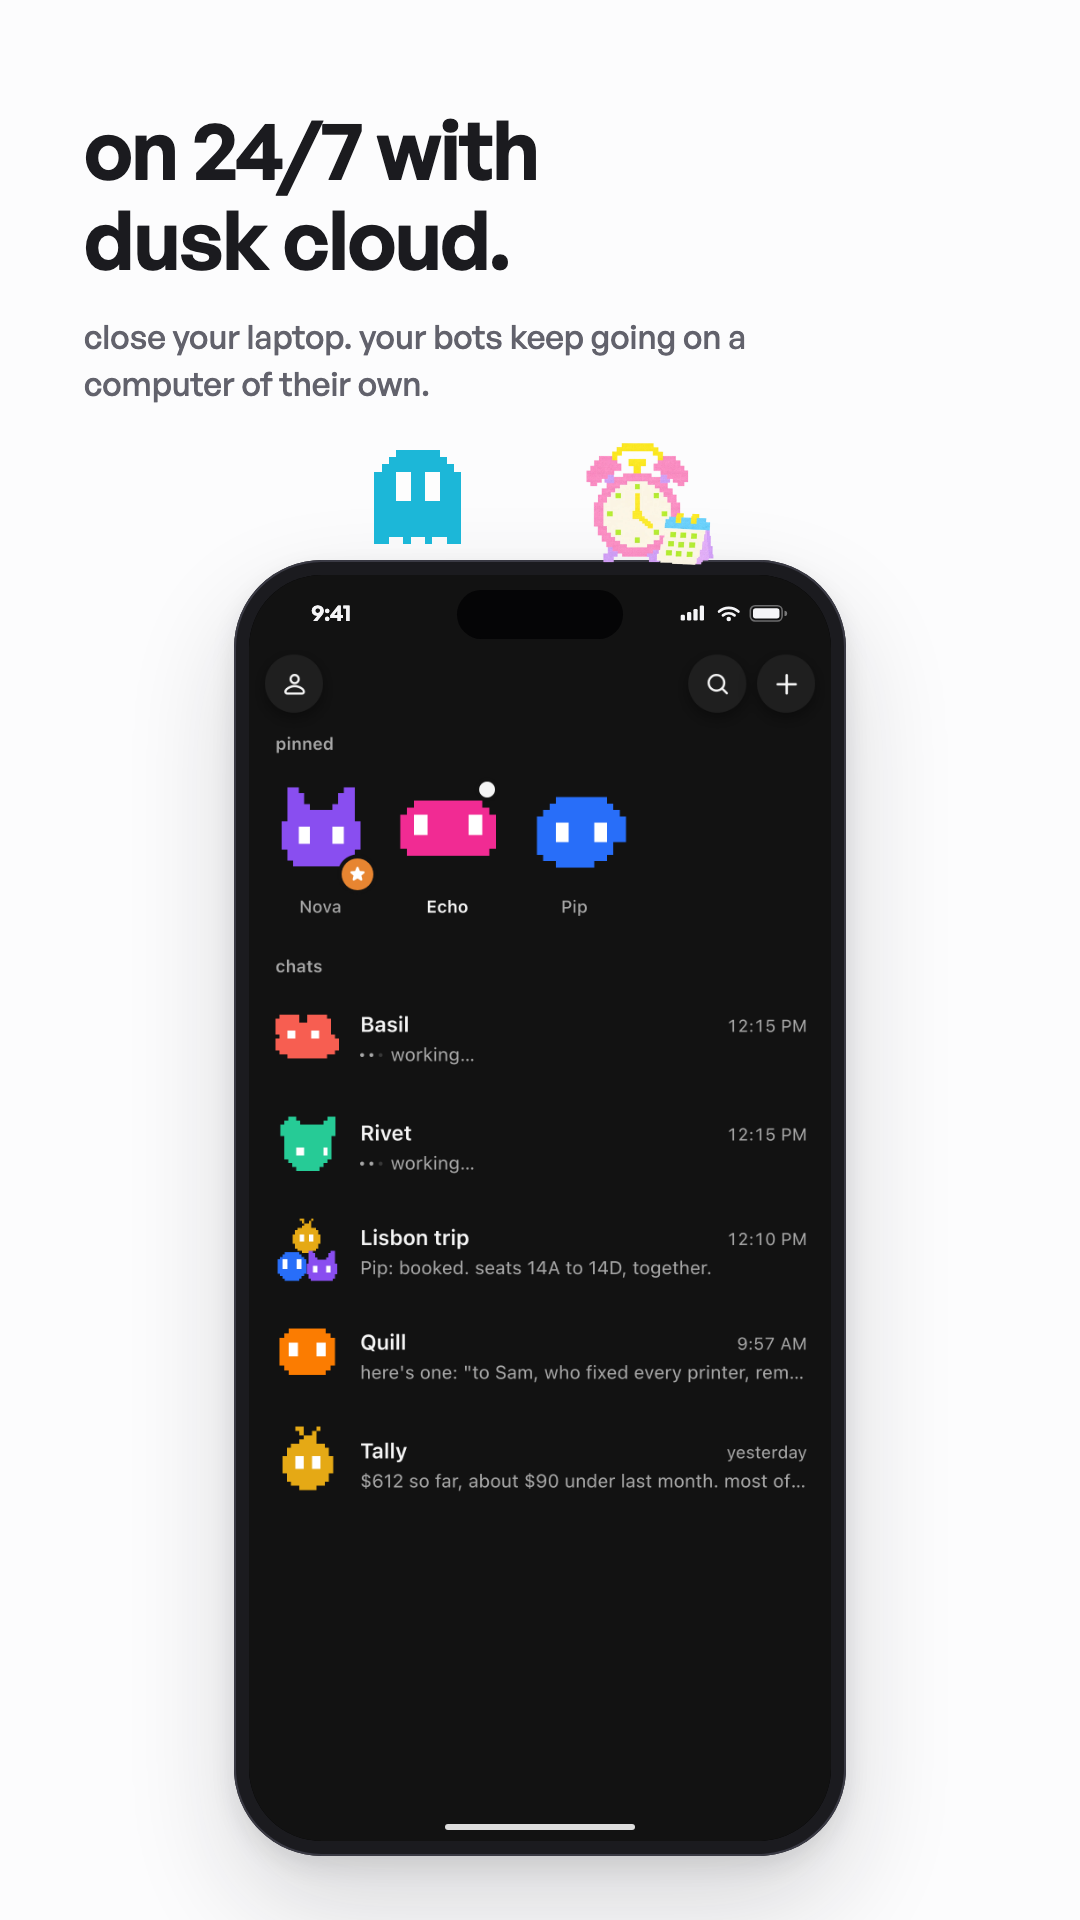 on 24/7 with
dusk cloud.
close your laptop. your bots keep going on a
computer of their own.
9:41
pinned
Nova
Echo
Pip
chats
Basil
12:15 PM
working...
Rivet
12:15 PM
working...
Lisbon trip
12:10 PM
Pip: booked. seats 14A to 14D, together.
Quill
9:57 AM
here's one: "to Sam, who fixed every printer, rem...
Tally
yesterday
$612 so far, about $90 under last month. most of...